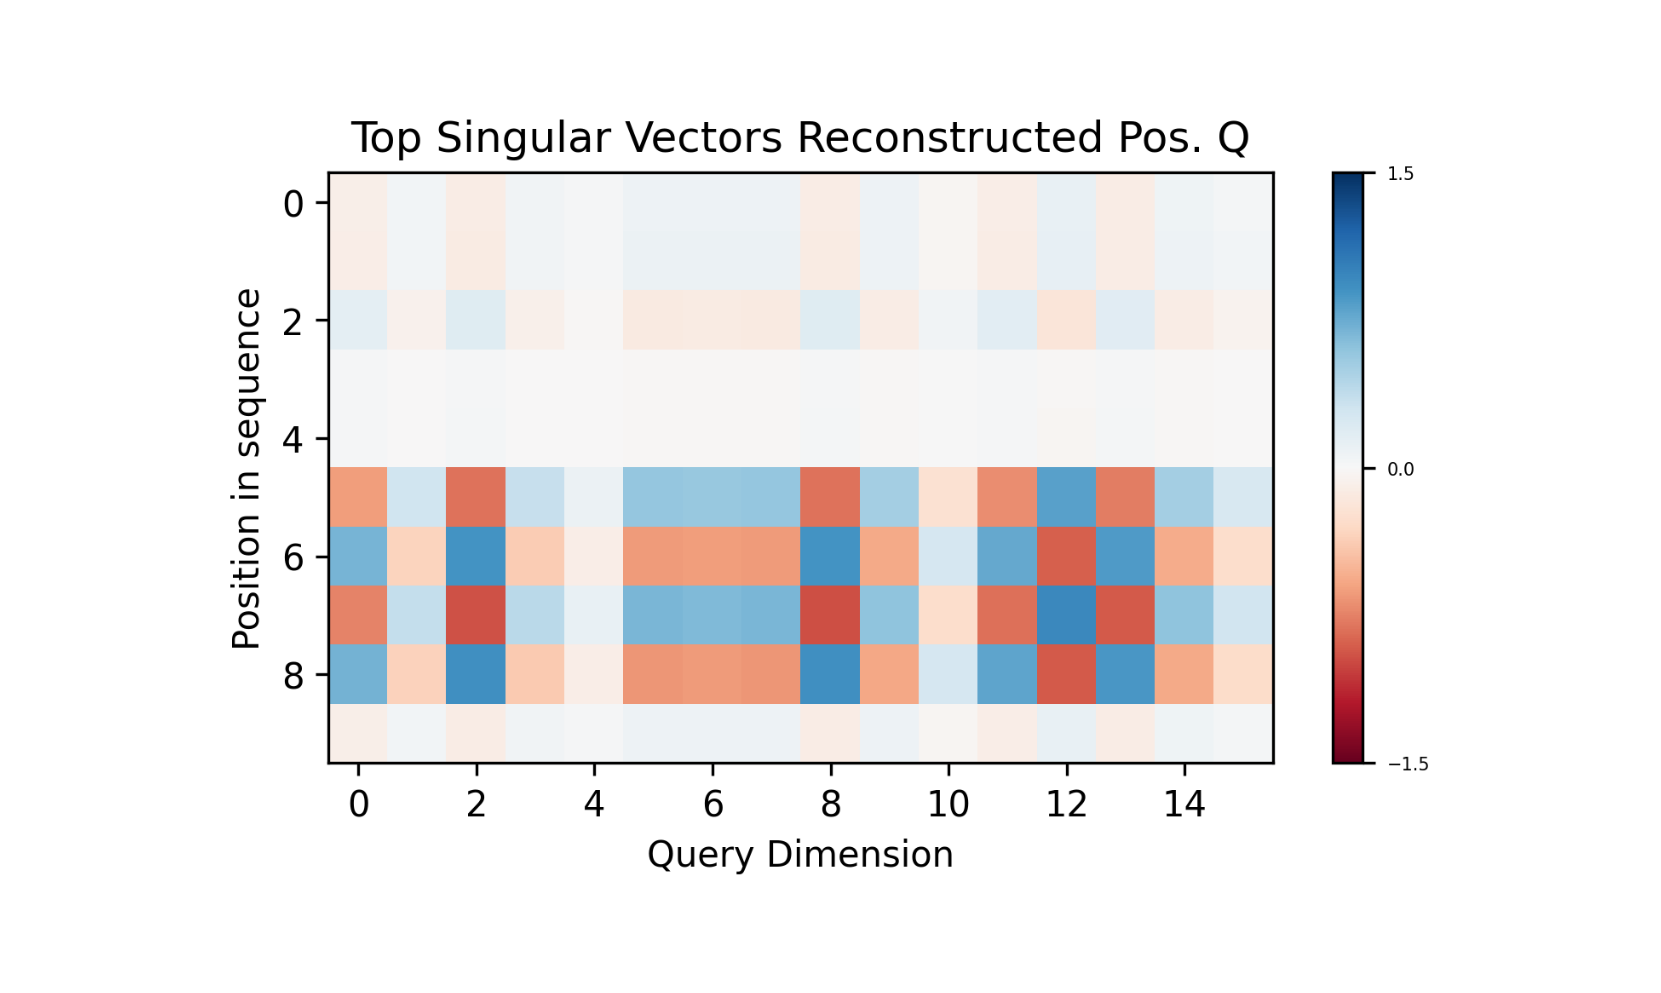 Top Singular Vectors Reconstructed Pos. Q
Position in sequence
0
2
4
6
8
0 2 4 6 8 10 12 14
Query Dimension
1.5
0.0
−1.5